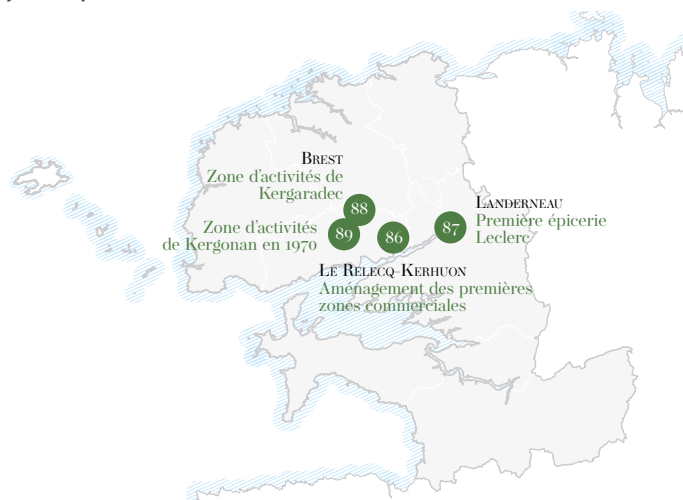 Brest
Zone d'activités de
Kergaradec
88
Zone d'activités
de Kergonan en 1970
89
86
87
Landerneau
Première épicerie
Leclerc
Le Relecq-Kerhuon
Aménagement des premières
zones commerciales